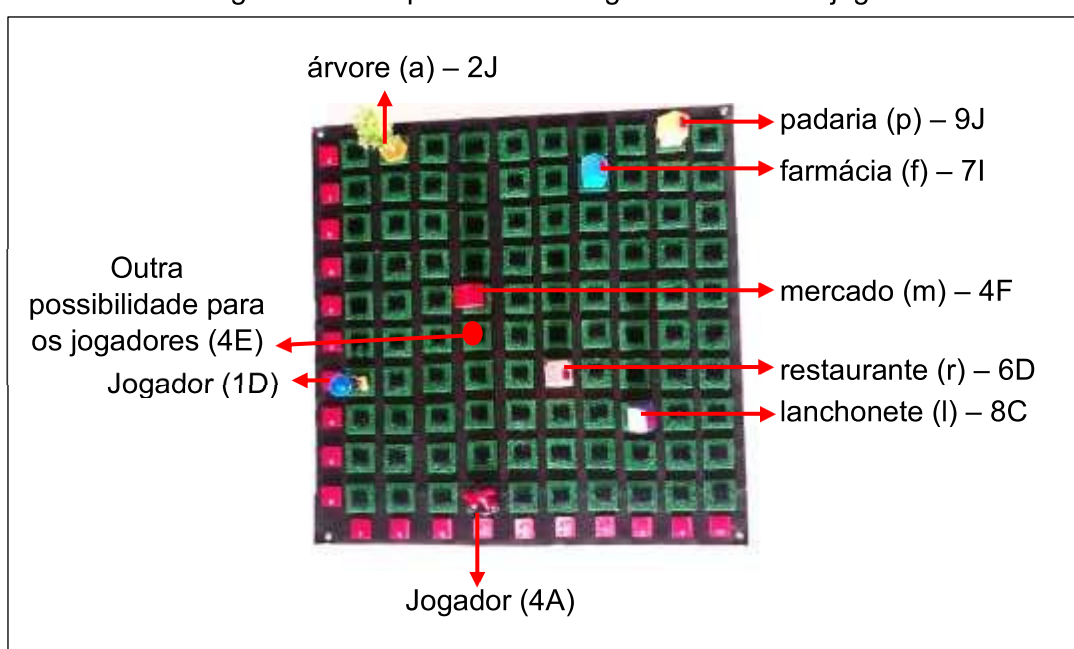 árvore (a) – 2J
padaria (p) – 9J
farmácia (f) – 7I
Outra
possibilidade para
os jogadores (4E)
mercado (m) – 4F
Jogador (1D)
restaurante (r) – 6D
lanchonete (l) – 8C
Jogador (4A)